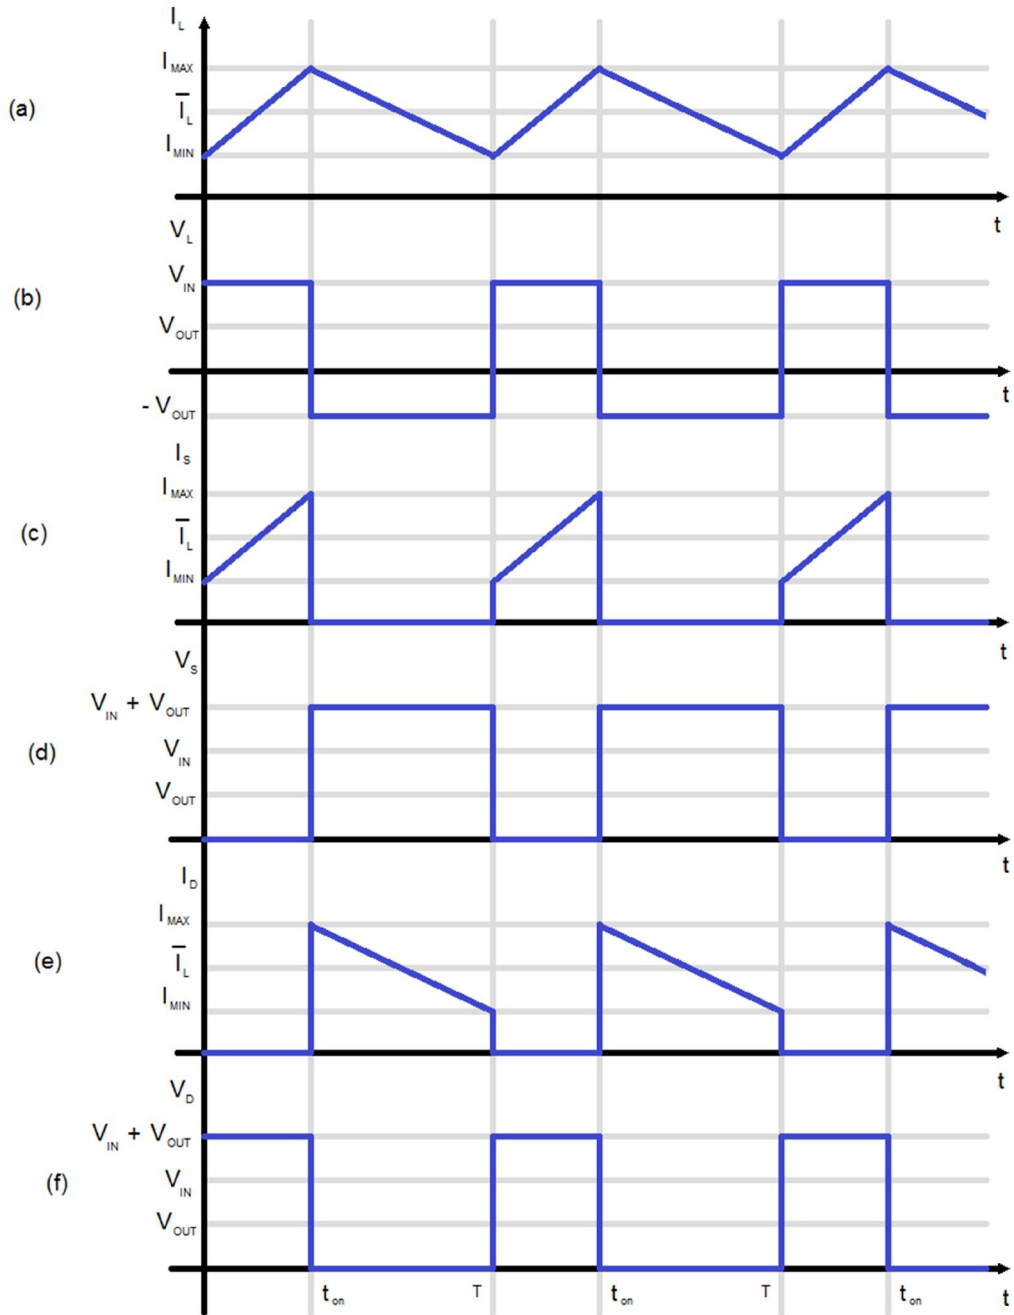 I_L
I_MAX
(a)
Ī_L
I_MIN
t
V_L
V_IN
(b)
V_OUT
t
- V_OUT
I_S
I_MAX
(c)
Ī_L
I_MIN
t
V_S
V_IN + V_OUT
(d)
V_IN
V_OUT
t
I_D
I_MAX
(e)
Ī_L
I_MIN
t
V_D
V_IN + V_OUT
(f)
V_IN
V_OUT
t_on T t_on T t_on t